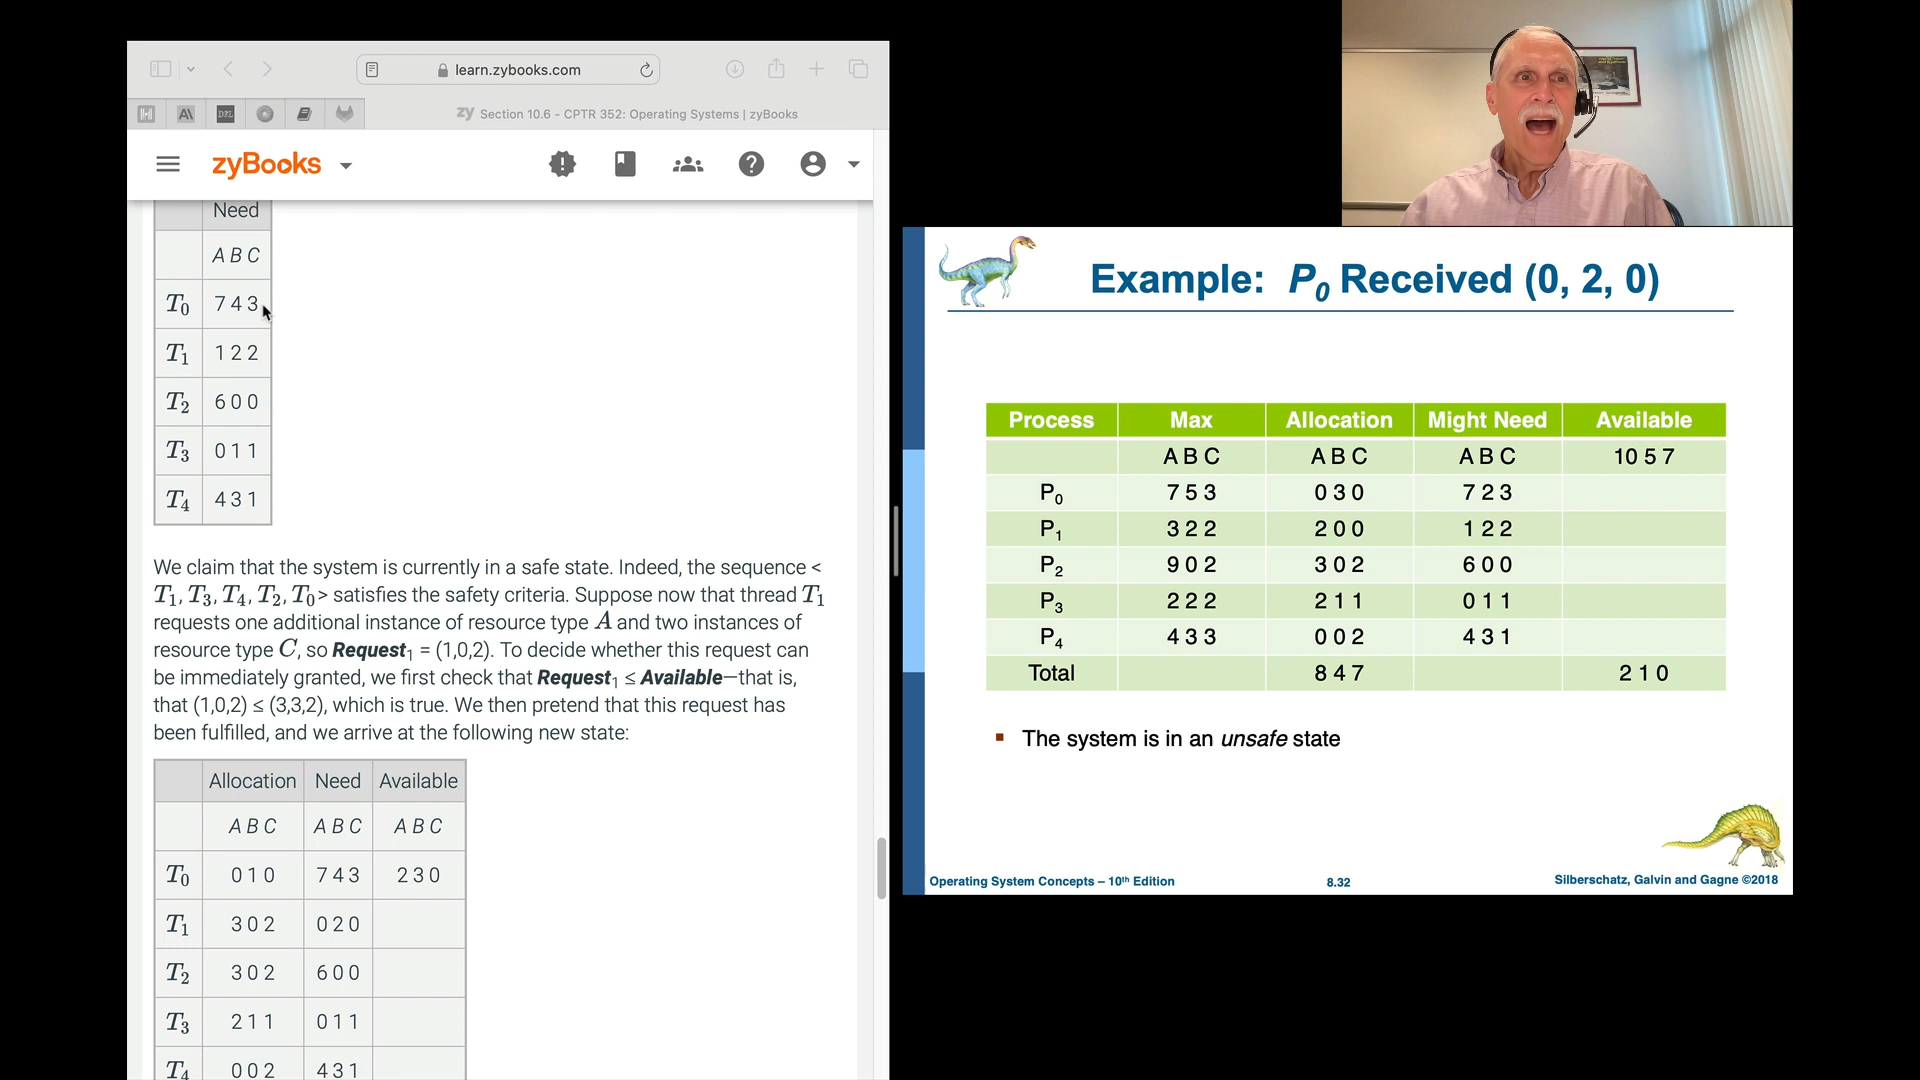 learn.zybooks.com
zy Section 10.6 - CPTR 352: Operating Systems | zyBooks
zyBooks
Need
A B C
T0 7 4 3
T1 1 2 2
T2 6 0 0
T3 0 1 1
T4 4 3 1
We claim that the system is currently in a safe state. Indeed, the sequence <
T1, T3, T4, T2, T0> satisfies the safety criteria. Suppose now that thread T1
requests one additional instance of resource type A and two instances of
resource type C, so Request1 = (1,0,2). To decide whether this request can
be immediately granted, we first check that Request1 ≤ Available—that is,
that (1,0,2) ≤ (3,3,2), which is true. We then pretend that this request has
been fulfilled, and we arrive at the following new state:
Allocation Need Available
A B C A B C A B C
T0 0 1 0 7 4 3 2 3 0
T1 3 0 2 0 2 0
T2 3 0 2 6 0 0
T3 2 1 1 0 1 1
T4 0 0 2 4 3 1
Example: P0 Received (0, 2, 0)
Process Max Allocation Might Need Available
A B C A B C A B C 10 5 7
P0 7 5 3 0 3 0 7 2 3
P1 3 2 2 2 0 0 1 2 2
P2 9 0 2 3 0 2 6 0 0
P3 2 2 2 2 1 1 0 1 1
P4 4 3 3 0 0 2 4 3 1
Total 8 4 7 2 1 0
▪ The system is in an unsafe state
Operating System Concepts – 10th Edition
8.32
Silberschatz, Galvin and Gagne ©2018